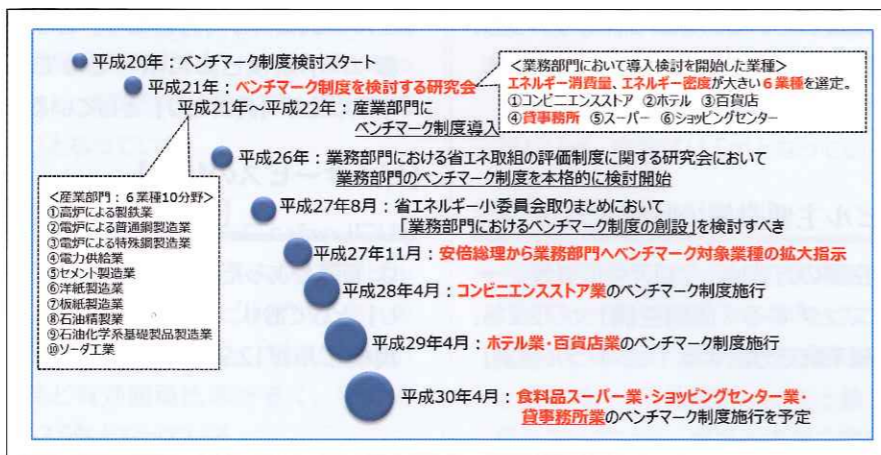 平成20年：ベンチマーク制度検討スタート
平成21年：ベンチマーク制度を検討する研究会
平成21年～平成22年：産業部門に
ベンチマーク制度導入
＜業務部門において導入検討を開始した業種＞
エネルギー消費量、エネルギー密度が大きい６業種を選定。
①コンビニエンスストア ②ホテル ③百貨店
④貸事務所 ⑤スーパー ⑥ショッピングセンター
平成26年：業務部門における省エネ取組の評価制度に関する研究会において
業務部門のベンチマーク制度を本格的に検討開始
＜産業部門：６業種10分野＞
①高炉による製鉄業
②電炉による普通鋼製造業
③電炉による特殊鋼製造業
④電力供給業
⑤セメント製造業
⑥洋紙製造業
⑦板紙製造業
⑧石油精製業
⑨石油化学系基礎製品製造業
⑩ソーダ工業
平成27年8月：省エネルギー小委員会取りまとめにおいて
「業務部門におけるベンチマーク制度の創設」を検討すべき
平成27年11月：安倍総理から業務部門へベンチマーク対象業種の拡大指示
平成28年4月：コンビニエンスストア業のベンチマーク制度施行
平成29年4月：ホテル業・百貨店業のベンチマーク制度施行
平成30年4月：食料品スーパー業・ショッピングセンター業・
貸事務所業のベンチマーク制度施行を予定